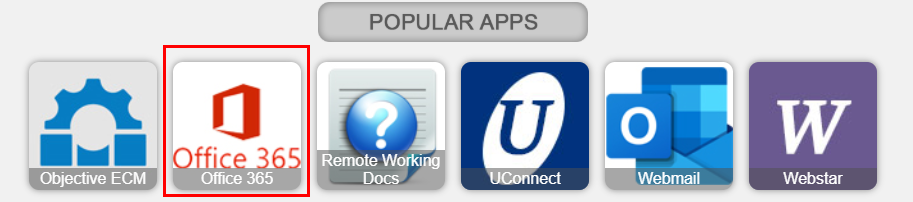 POPULAR APPS
Office 365
O
U
W
Objective ECM
Office 365
Remote Working
Docs
UConnect
Webmail
Webstar